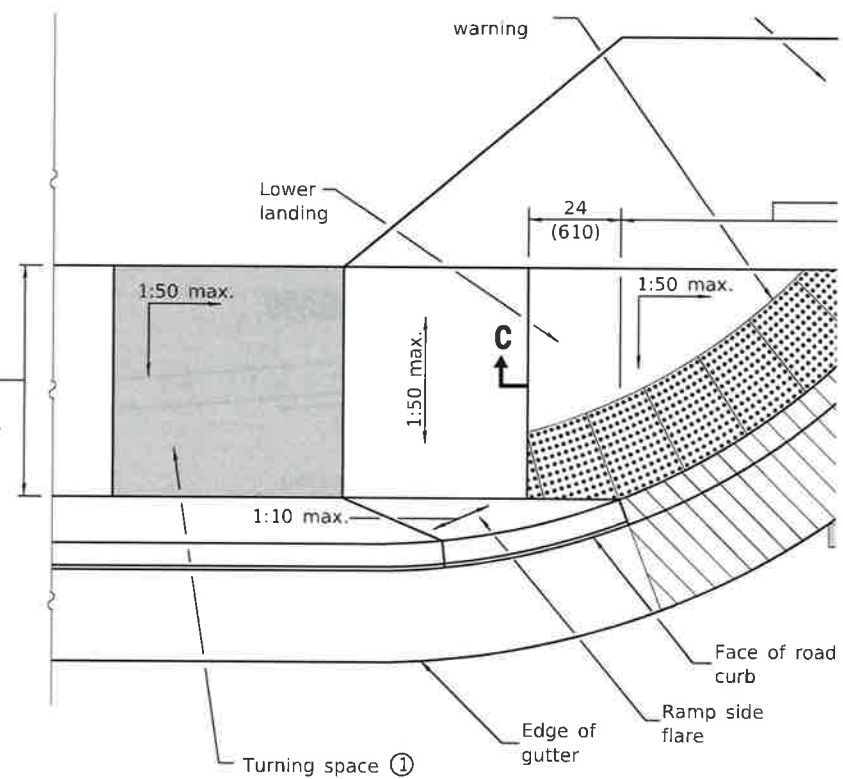 warning
Lower
landing
24
(610)
1:50 max.
1:50 max.
1:50 max.
C
1:10 max.
Face of road
curb
Ramp side
flare
Edge of
gutter
Turning space ①